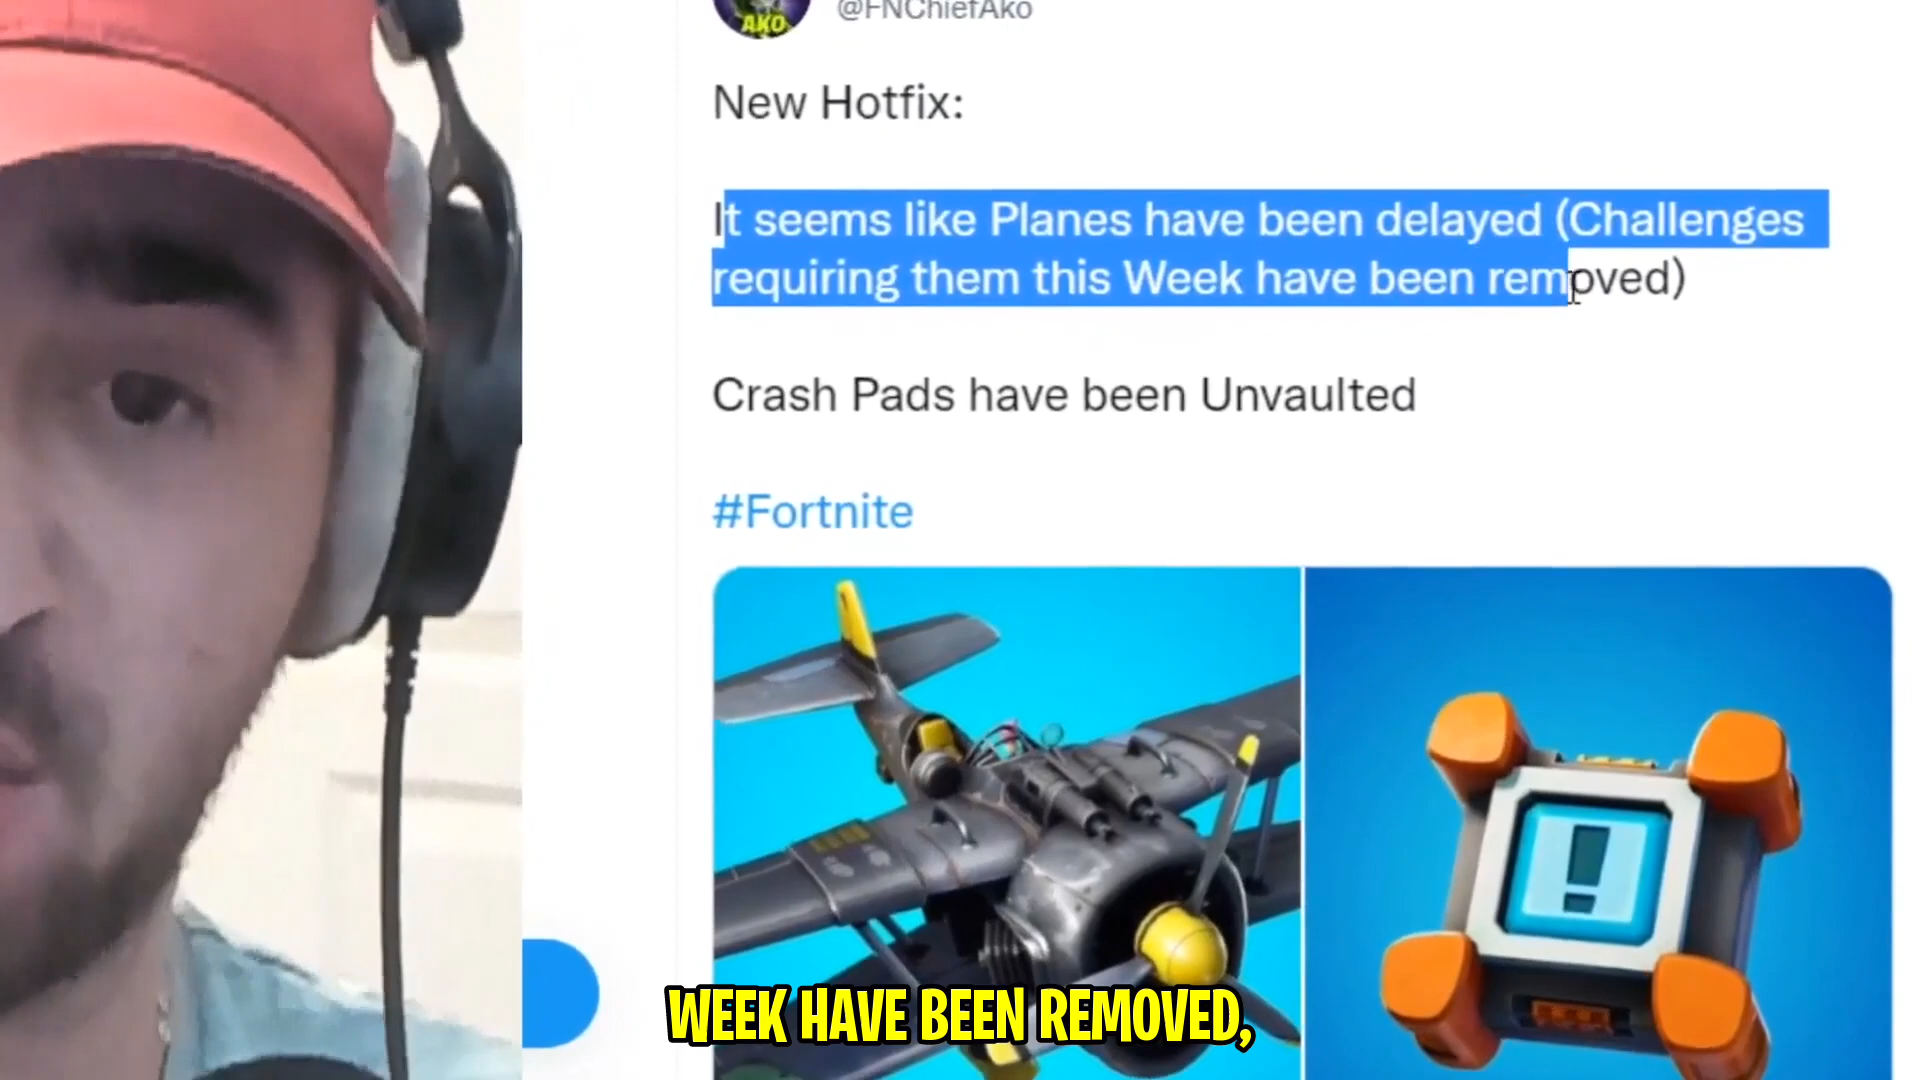 AKO
@FNChiefAko
New Hotfix:
It seems like Planes have been delayed (Challenges
requiring them this Week have been removed)
Crash Pads have been Unvaulted
#Fortnite
WEEK HAVE BEEN REMOVED,